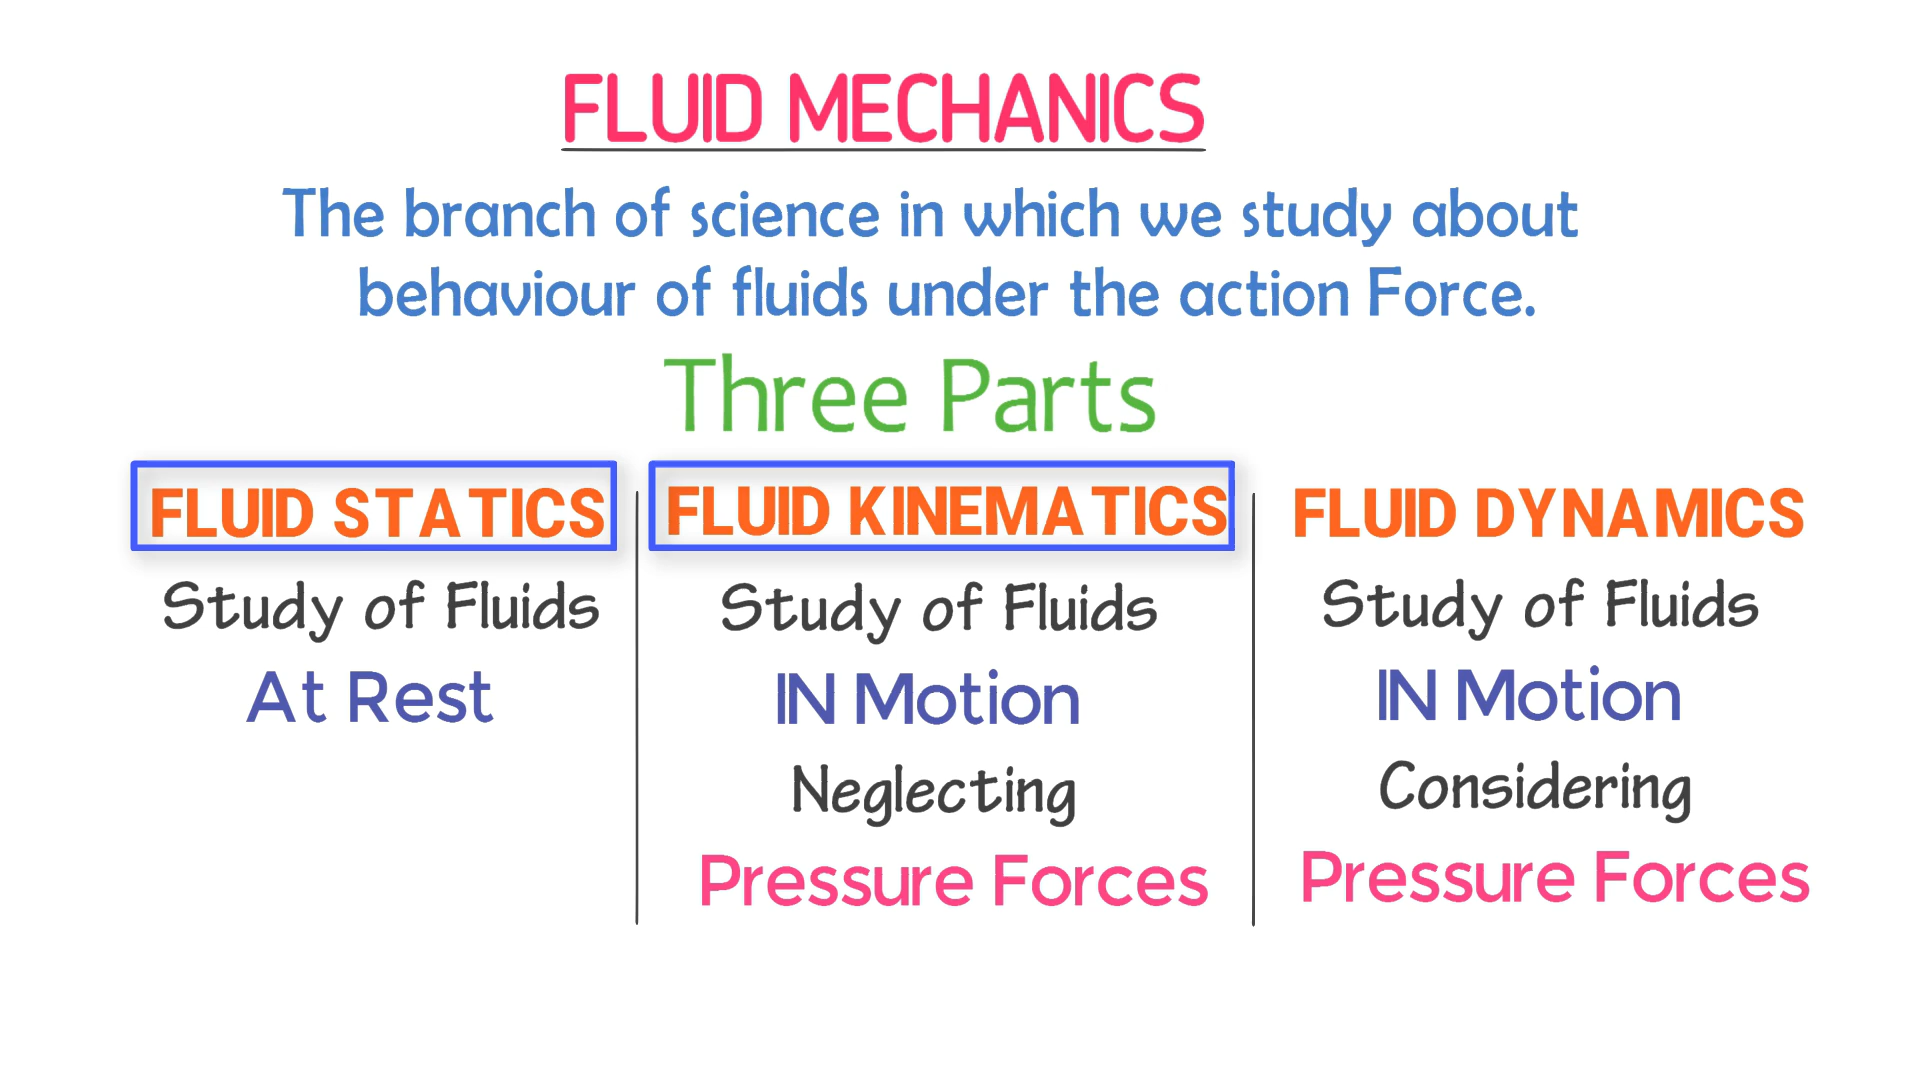 FLUID MECHANICS
The branch of science in which we study about
behaviour of fluids under the action Force.
Three Parts
FLUID STATICS
Study of Fluids
At Rest
FLUID KINEMATICS
Study of Fluids
IN Motion
Neglecting
Pressure Forces
FLUID DYNAMICS
Study of Fluids
IN Motion
Considering
Pressure Forces